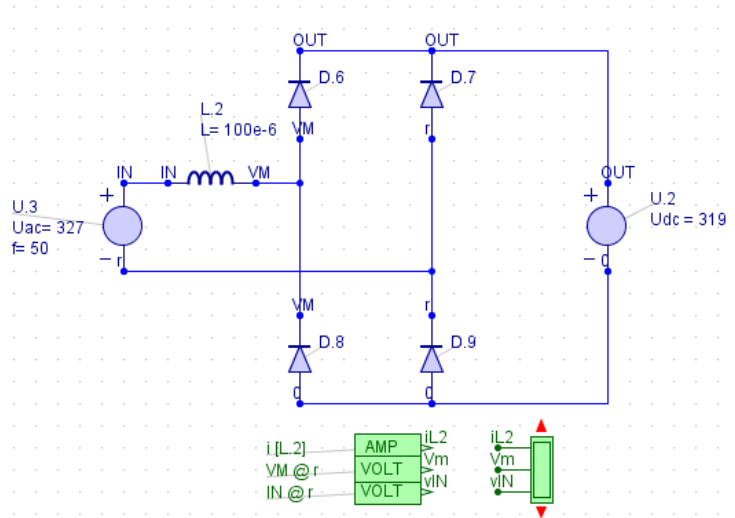 OUT OUT
D.6 D.7
L.2
L= 100e-6
VM r
IN IN VM OUT
+ +
U.3
Uac= 327
f= 50
U.2
Udc = 319
− r − 0
VM r
D.8 D.9
0 0
i [L.2] AMP iL2 iL2
VM @ r VOLT Vm Vm
IN @ r VOLT vIN vIN